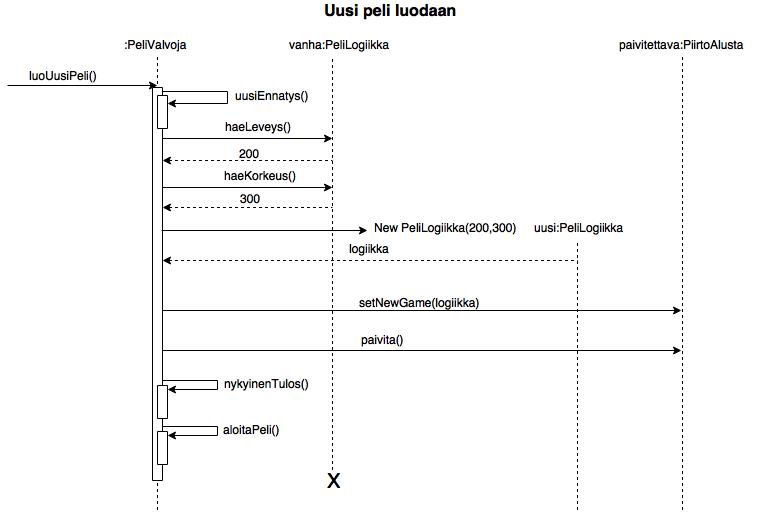 Uusi peli luodaan
:PeliValvoja
vanha:PeliLogiikka
paivitettava:PiirtoAlusta
luoUusiPeli()
uusiEnnatys()
haeLeveys()
200
haeKorkeus()
300
New PeliLogiikka(200,300)
uusi:PeliLogiikka
logiikka
setNewGame(logiikka)
paivita()
nykyinenTulos()
aloitaPeli()
X